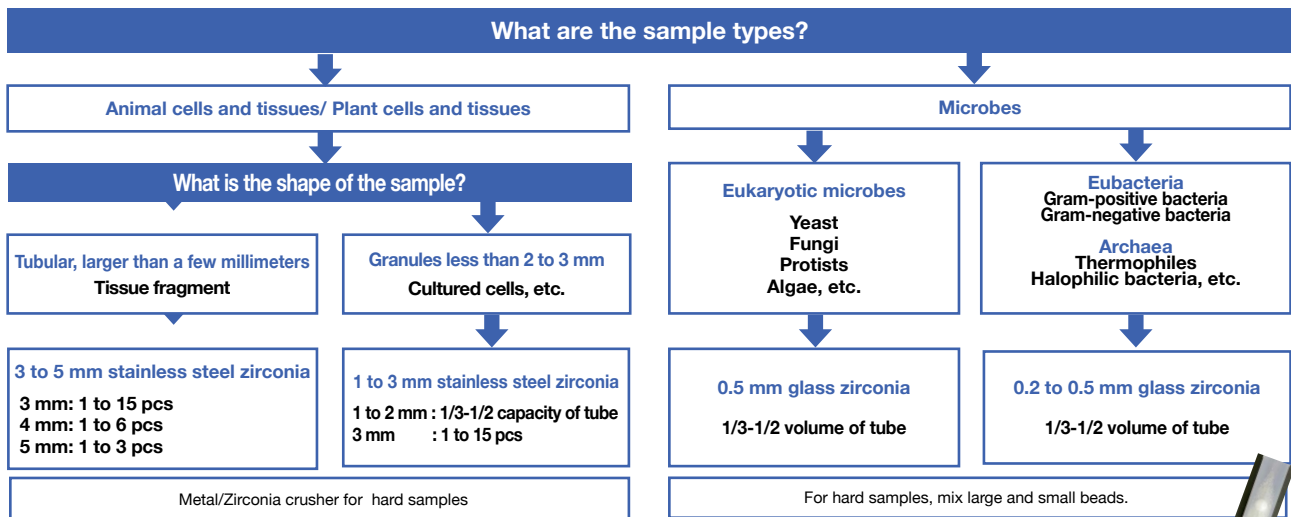 What are the sample types?
Animal cells and tissues/ Plant cells and tissues
Microbes
What is the shape of the sample?
Tubular, larger than a few millimeters
Tissue fragment
Granules less than 2 to 3 mm
Cultured cells, etc.
Eukaryotic microbes
Yeast
Fungi
Protists
Algae, etc.
Eubacteria
Gram-positive bacteria
Gram-negative bacteria
Archaea
Thermophiles
Halophilic bacteria, etc.
3 to 5 mm stainless steel zirconia
3 mm: 1 to 15 pcs
4 mm: 1 to 6 pcs
5 mm: 1 to 3 pcs
1 to 3 mm stainless steel zirconia
1 to 2 mm : 1/3-1/2 capacity of tube
3 mm : 1 to 15 pcs
0.5 mm glass zirconia
1/3-1/2 volume of tube
0.2 to 0.5 mm glass zirconia
1/3-1/2 volume of tube
Metal/Zirconia crusher for hard samples
For hard samples, mix large and small beads.